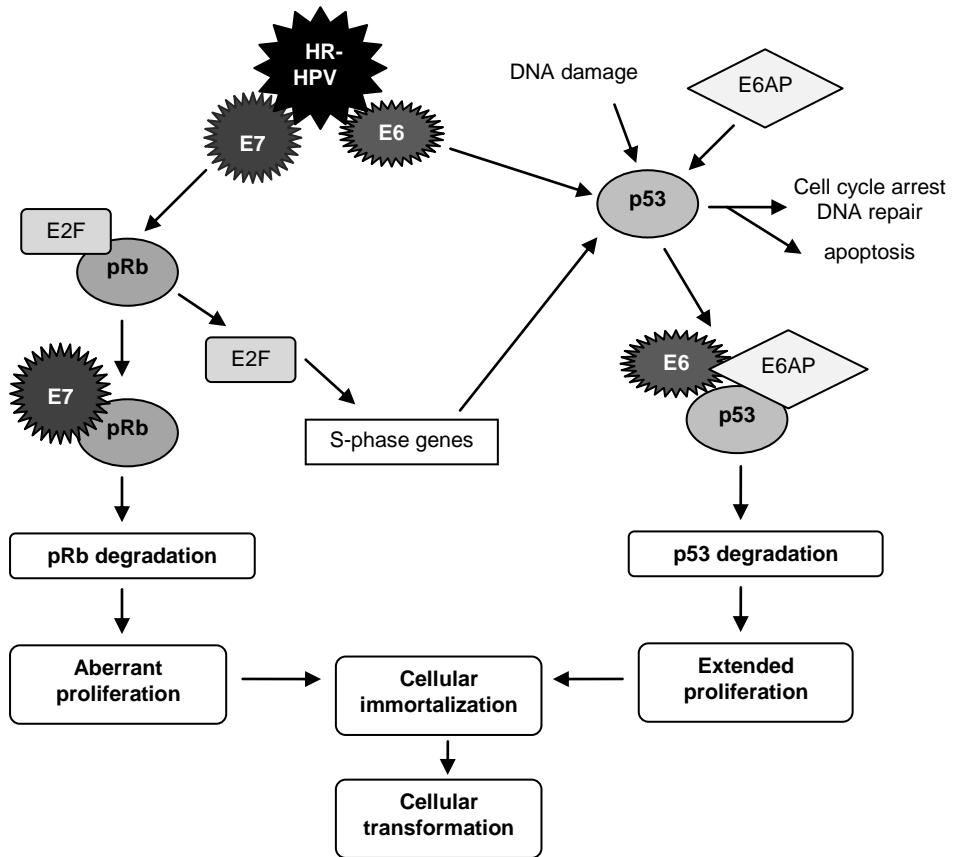 HR-
HPV
E7
E6
DNA damage
E6AP
p53
Cell cycle arrest
DNA repair
apoptosis
E2F
pRb
E2F
E7
pRb
S-phase genes
E6
E6AP
p53
pRb degradation
p53 degradation
Aberrant
proliferation
Cellular
immortalization
Extended
proliferation
Cellular
transformation